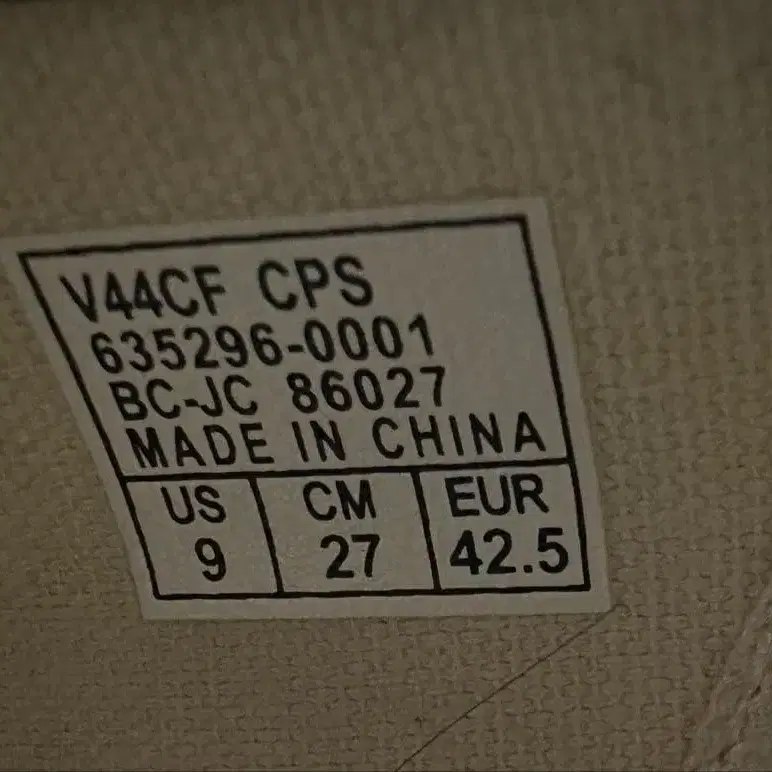 V44CF CPS
635296-0001
BC-JC 86027
MADE IN CHINA
US CM EUR
9 27 42.5